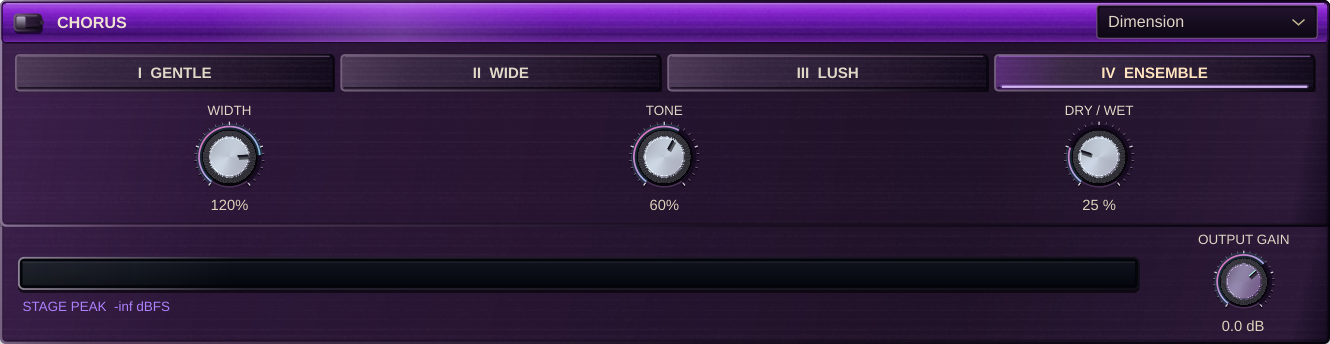 CHORUS
Dimension
I GENTLE
II WIDE
III LUSH
IV ENSEMBLE
WIDTH
TONE
DRY / WET
120%
60%
25 %
OUTPUT GAIN
STAGE PEAK -inf dBFS
0.0 dB